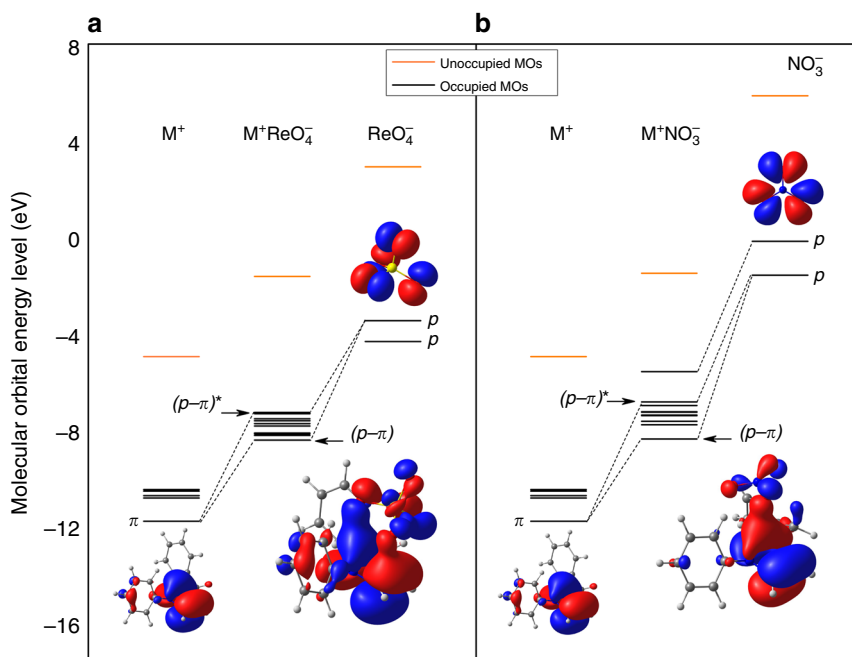 a
b
8
4
0
−4
−8
−12
−16
Molecular orbital energy level (eV)
Unoccupied MOs
Occupied MOs
M⁺
M⁺ReO₄⁻
ReO₄⁻
p
p
(p–π)*
(p–π)
π
M⁺
M⁺NO₃⁻
NO₃⁻
p
p
(p–π)*
(p–π)
π